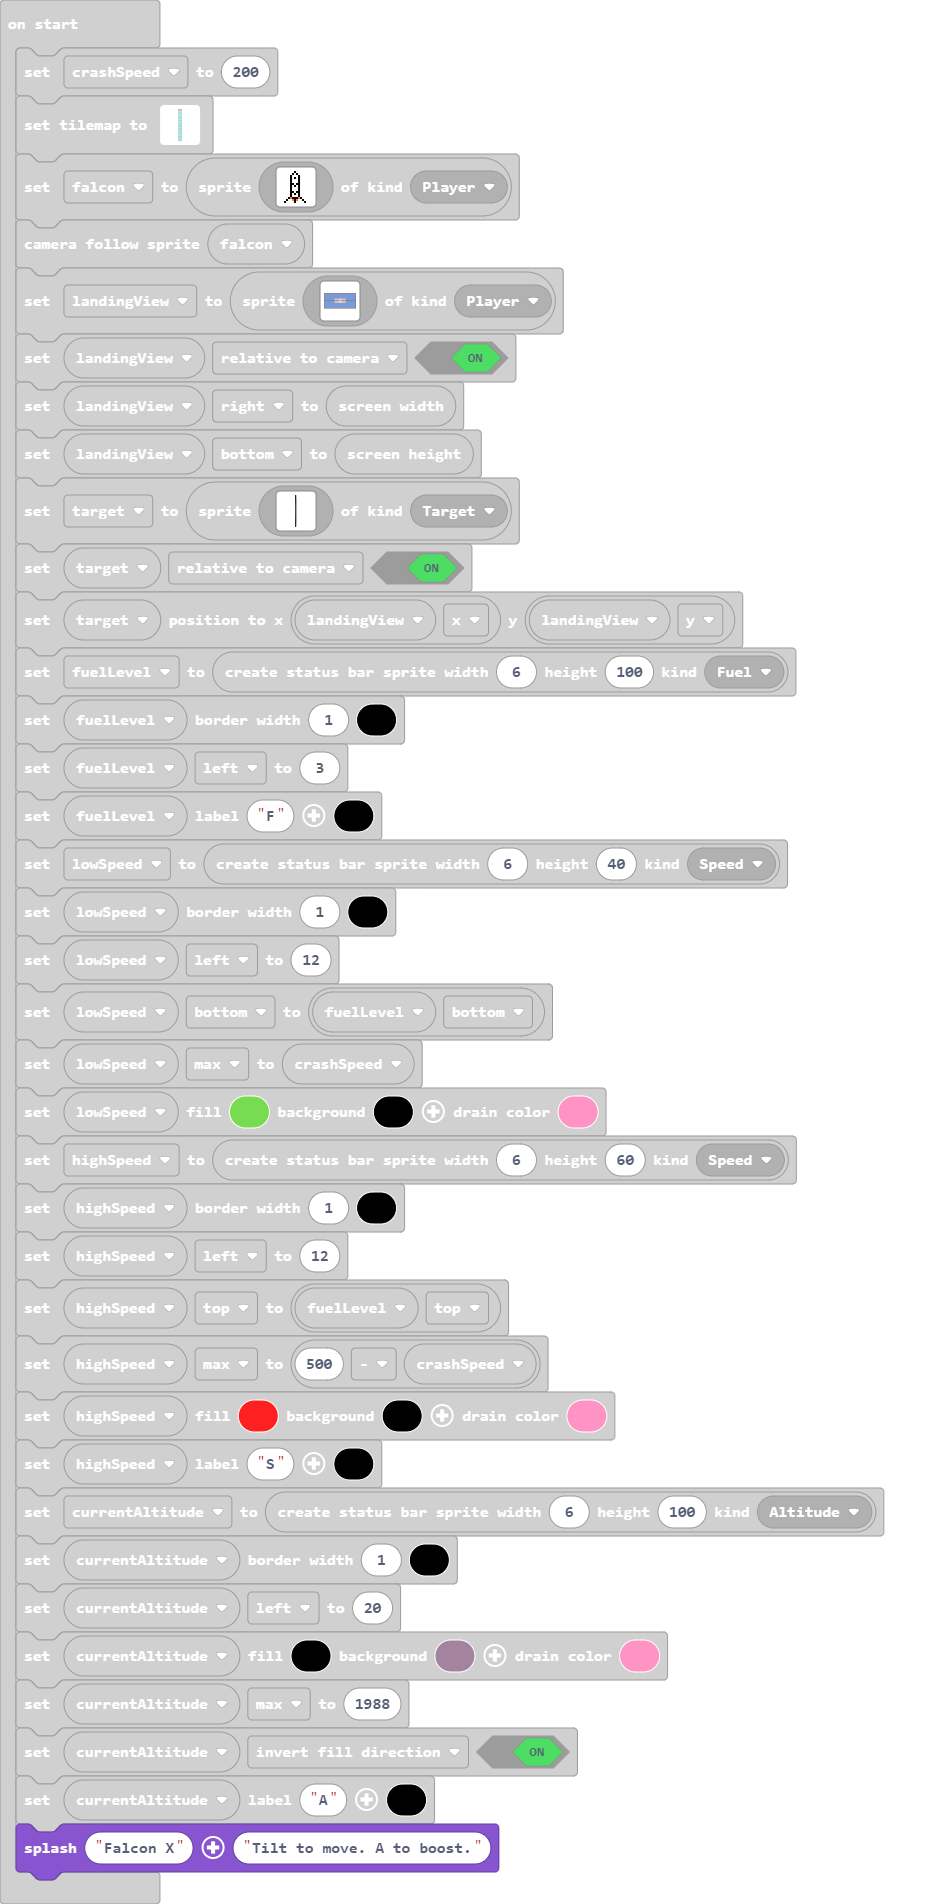 on start
set crashSpeed to 200
set tilemap to
set falcon to sprite of kind Player
camera follow sprite falcon
set landingView to sprite of kind Player
set landingView relative to camera ON
set landingView right to screen width
set landingView bottom to screen height
set target to sprite of kind Target
set target relative to camera ON
set target position to x landingView x y landingView y
set fuelLevel to create status bar sprite width 6 height 100 kind Fuel
set fuelLevel border width 1
set fuelLevel left to 3
set fuelLevel label "F"
set lowSpeed to create status bar sprite width 6 height 40 kind Speed
set lowSpeed border width 1
set lowSpeed left to 12
set lowSpeed bottom to fuelLevel bottom
set lowSpeed max to crashSpeed
set lowSpeed fill background drain color
set highSpeed to create status bar sprite width 6 height 60 kind Speed
set highSpeed border width 1
set highSpeed left to 12
set highSpeed top to fuelLevel top
set highSpeed max to 500 - crashSpeed
set highSpeed fill background drain color
set highSpeed label "S"
set currentAltitude to create status bar sprite width 6 height 100 kind Altitude
set currentAltitude border width 1
set currentAltitude left to 20
set currentAltitude fill background drain color
set currentAltitude max to 1988
set currentAltitude invert fill direction ON
set currentAltitude label "A"
splash "Falcon X" "Tilt to move. A to boost."